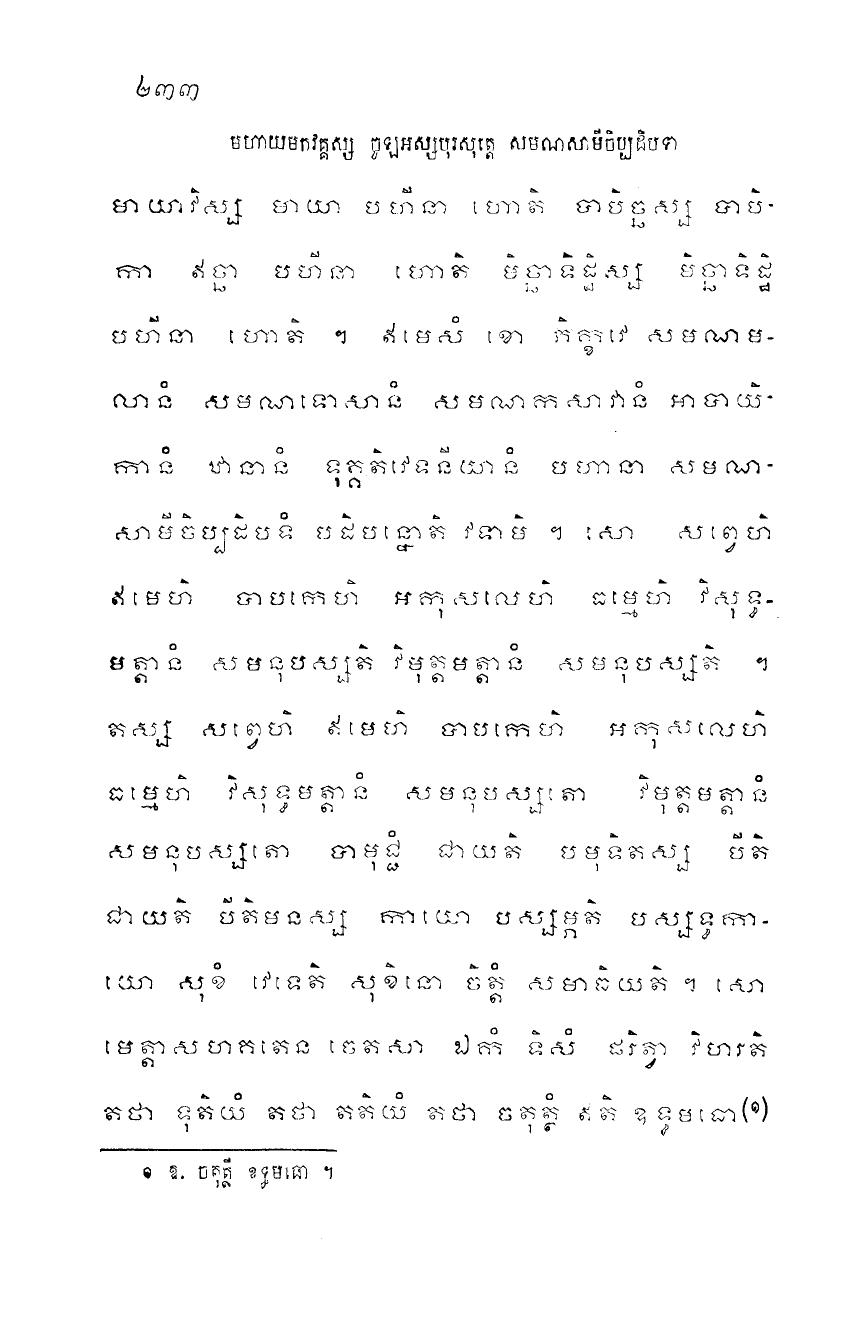 ២៣៣
មហាយមកវគ្គស្ស ចូឡអស្សបុរសុត្តេ សមណសាមីចិប្បដិបទា
មាយាវិស្ស មាយា បហីនា ហោតិ បាបិច្ឆស្ស បាបិ-
កា ឥច្ឆា បហីនា ហោតិ មិច្ឆាទិដ្ឋិស្ស មិច្ឆាទិដ្ឋិ
បហីនា ហោតិ ។ ឥមេសំ ខោ ភិក្ខវេ សមណម-
លានំ សមណទោសានំ សមណកសាវានំ អាបាយិ-
កានំ ឋានានំ ទុគ្គតិវេទនីយានំ បហានា សមណ-
សាមីចិប្បដិបទំ បដិបន្នោតិ វទាមិ ។ សោ សព្វេហិ
ឥមេហិ បាបកេហិ អកុសលេហិ ធម្មេហិ វិសុទ្ធ-
មត្តានំ សមនុបស្សតិ វិមុត្តមត្តានំ សមនុបស្សតិ ។
តស្ស សព្វេហិ ឥមេហិ បាបកេហិ អកុសលេហិ
ធម្មេហិ វិសុទ្ធមត្តានំ សមនុបស្សតោ វិមុត្តមត្តានំ
សមនុបស្សតោ បាមុជ្ជំ ជាយតិ បមុទិតស្ស បីតិ
ជាយតិ បីតិមនស្ស កាយោ បស្សម្ភតិ បស្សទ្ធកា-
យោ សុខំ វេទេតិ សុខិនោ ចិត្តំ សមាធិយតិ ។ សោ
មេត្តាសហគតេន ចេតសា ឯកំ ទិសំ ផរិត្វា វិហរតិ
តថា ទុតិយំ តថា តតិយំ តថា ចតុត្ថំ ឥតិ ឧទ្ធមធោ(១)
១ ឱ. ចតុត្ថឹ ឧទ្ធមធោ ។